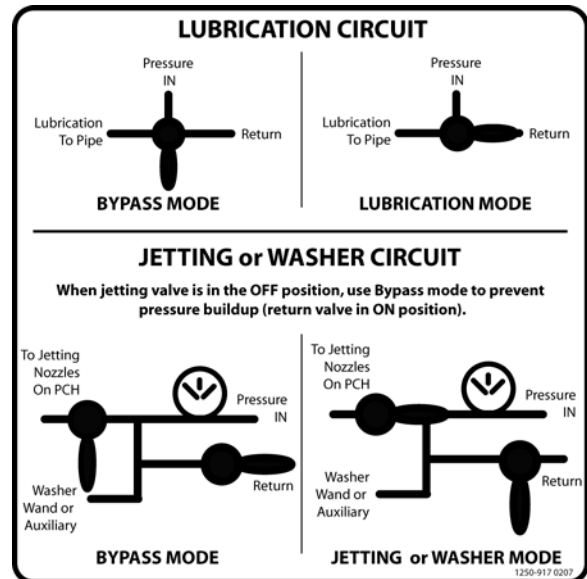 LUBRICATION CIRCUIT
Pressure
IN
Lubrication
To Pipe
Return
BYPASS MODE
Pressure
IN
Lubrication
To Pipe
Return
LUBRICATION MODE
JETTING or WASHER CIRCUIT
When jetting valve is in the OFF position, use Bypass mode to prevent
pressure buildup (return valve in ON position).
To Jetting
Nozzles
On PCH
Pressure
IN
Washer
Wand or
Auxiliary
Return
BYPASS MODE
To Jetting
Nozzles
On PCH
Pressure
IN
Washer
Wand or
Auxiliary
Return
JETTING or WASHER MODE
1250-917 0207